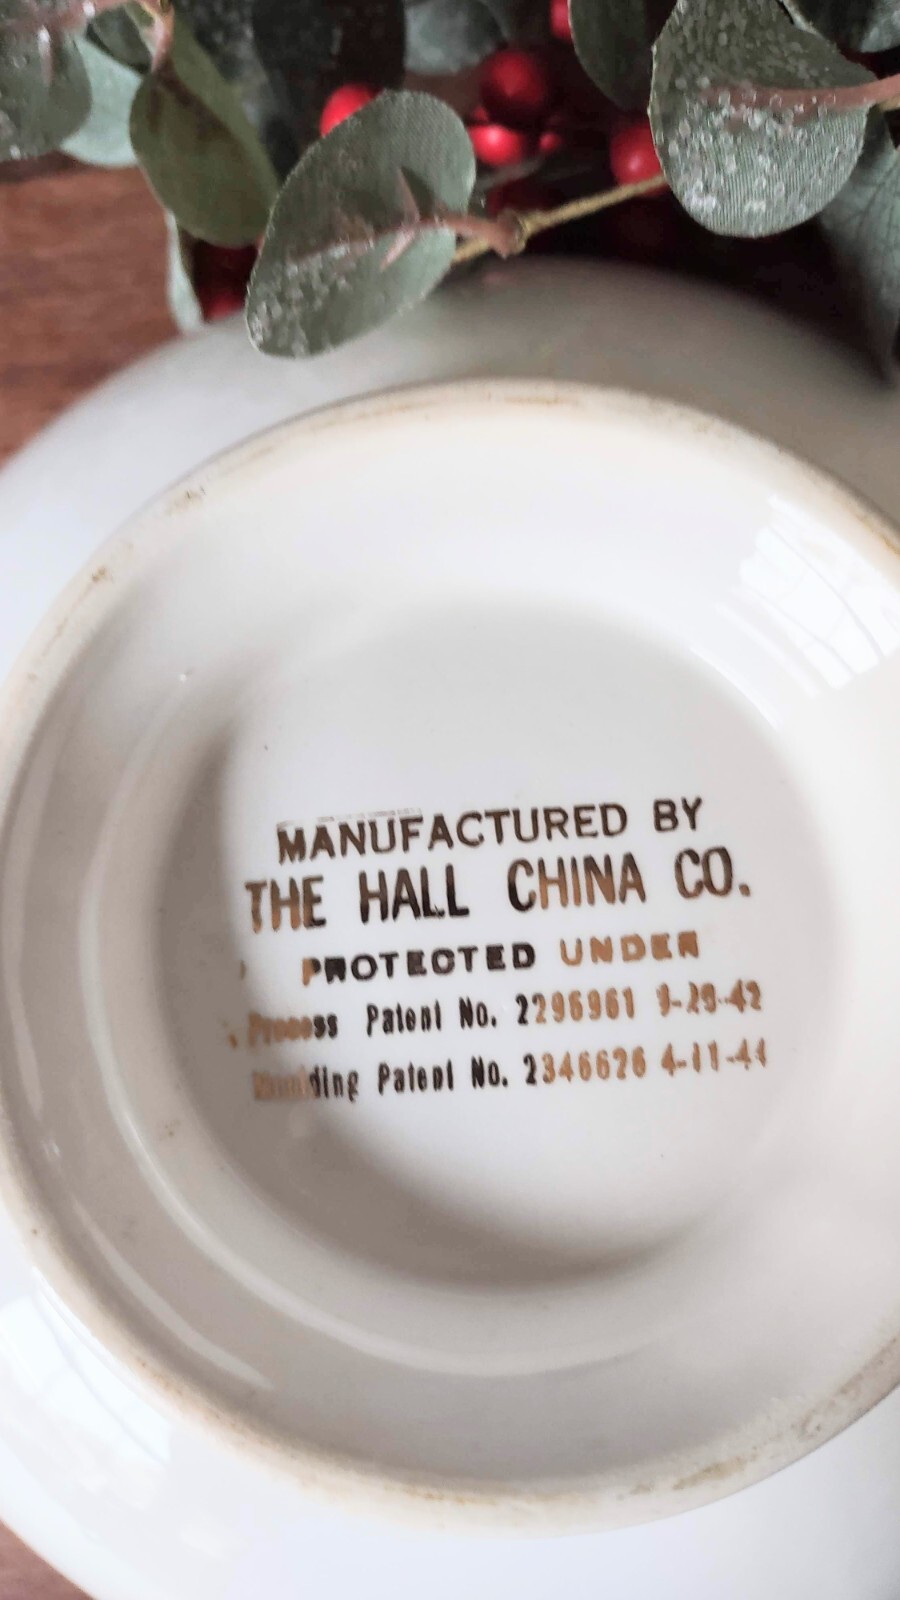 MANUFACTURED BY
THE HALL CHINA CO.
PROTECTED UNDER
Process Patent No. 2296961 9-29-42
Moulding Patent No. 2346626 4-11-44